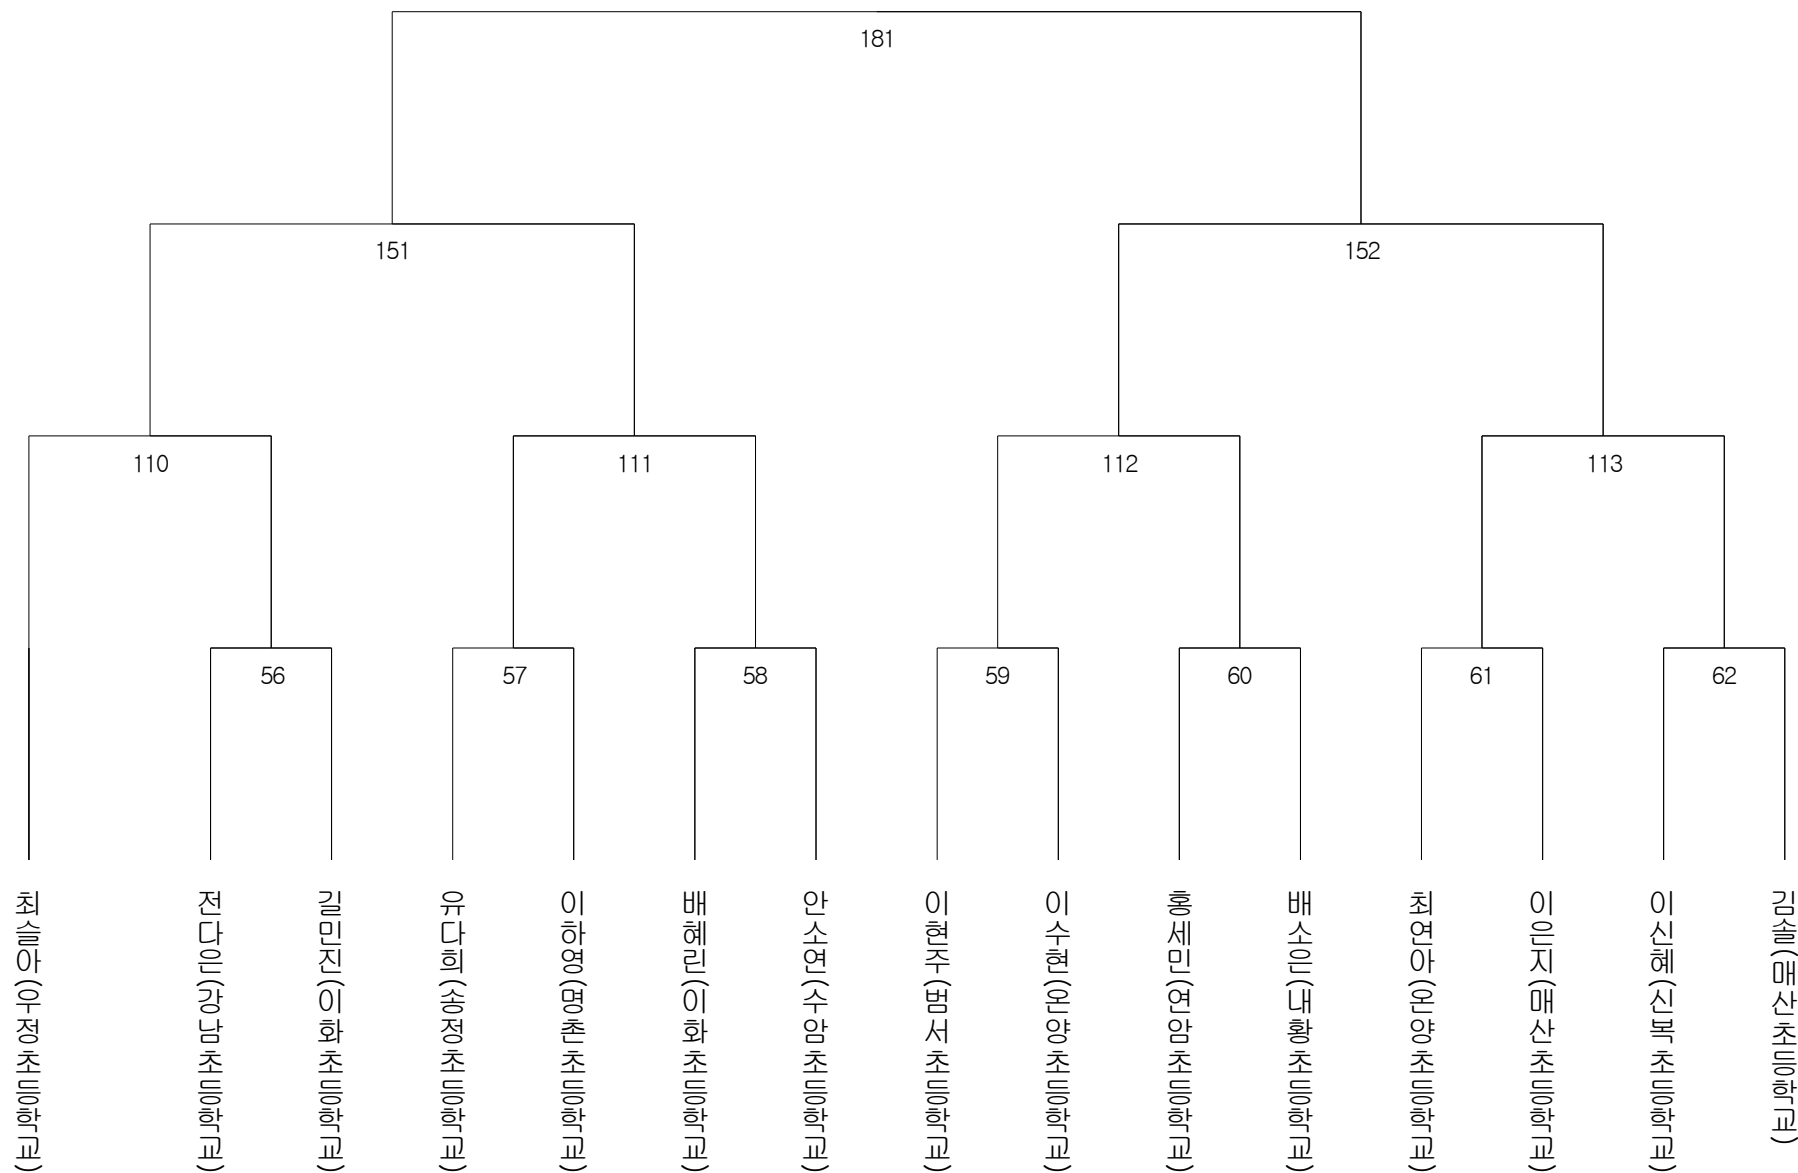 181
151
152
110
111
112
113
56
57
58
59
60
61
62
최슬아(우정초등학교)
전다은(강남초등학교)
길민진(이화초등학교)
유다희(송정초등학교)
이하영(명촌초등학교)
배혜린(이화초등학교)
안소연(수암초등학교)
이현주(범서초등학교)
이수현(온양초등학교)
홍세민(연암초등학교)
배소은(내황초등학교)
최연아(온양초등학교)
이은지(매산초등학교)
이신혜(신복초등학교)
김솔(매산초등학교)